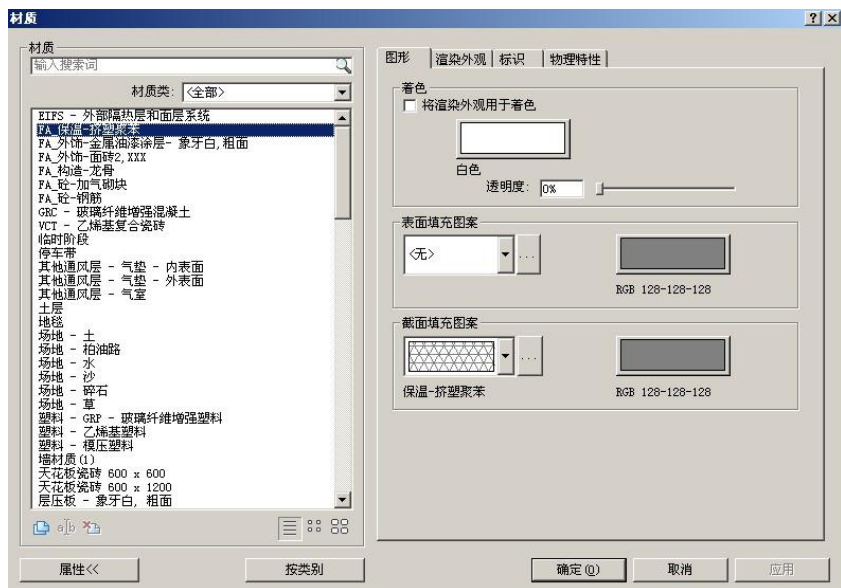 材质
材质
输入搜索词
材质类: <全部>
EIFS - 外部隔热层和面层系统
FA_保温-挤塑聚苯
FA_外饰-金属油漆涂层- 象牙白,粗面
FA_外饰-面砖2,XXX
FA_构造-龙骨
FA_砼-加气砌块
FA_砼-钢筋
GRC - 玻璃纤维增强混凝土
VCT - 乙烯基复合瓷砖
临时阶段
停车带
其他通风层 - 气垫 - 内表面
其他通风层 - 气垫 - 外表面
其他通风层 - 气室
土层
地毯
场地 - 土
场地 - 柏油路
场地 - 水
场地 - 沙
场地 - 碎石
场地 - 草
塑料 - GRP - 玻璃纤维增强塑料
塑料 - 乙烯基塑料
塑料 - 模压塑料
墙材质(1)
天花板瓷砖 600 x 600
天花板瓷砖 600 x 1200
层压板 - 象牙白, 粗面
属性<<
按类别
图形 渲染外观 标识 物理特性
着色
将渲染外观用于着色
白色
透明度: 0%
表面填充图案
<无>
...
RGB 128-128-128
截面填充图案
...
保温-挤塑聚苯
RGB 128-128-128
确定(O) 取消 应用